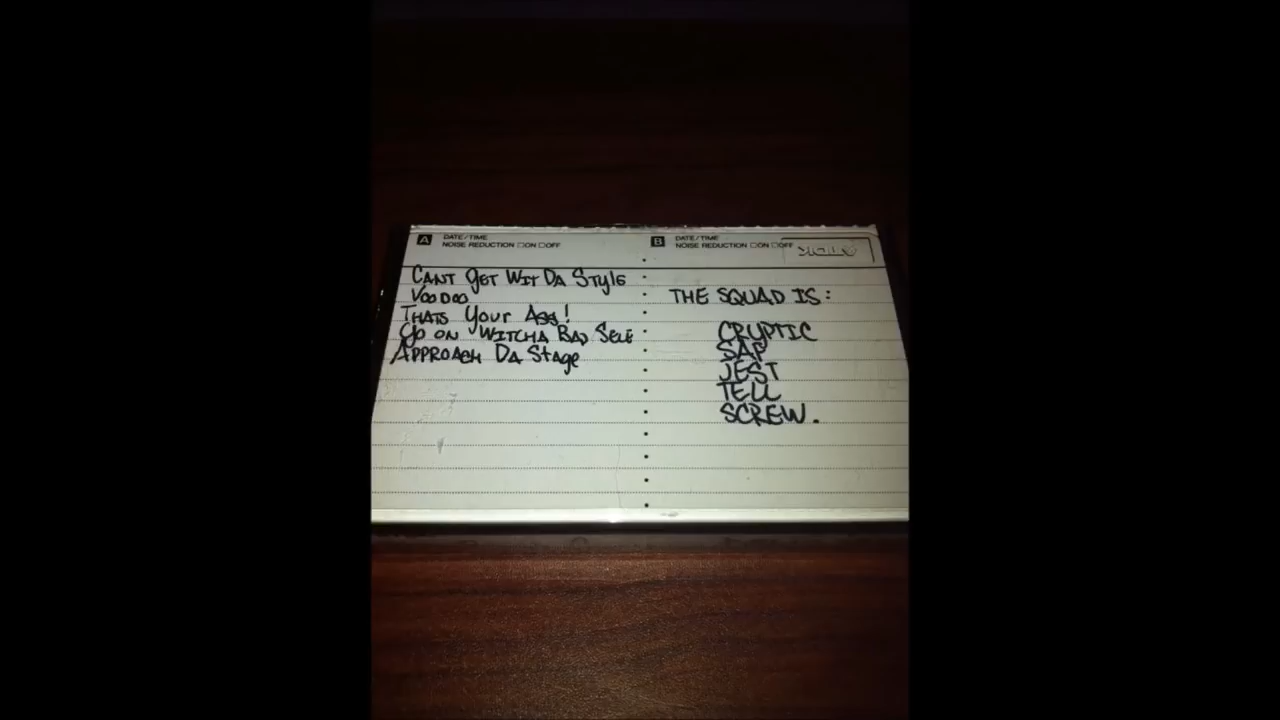 A DATE/TIME
NOISE REDUCTION □ON □OFF
CANT GET WIT DA STYLE
VOODOO
THATS YOUR ASS!
GO ON WITCHA BAD SELF
APPROACH DA STAGE
B DATE/TIME
NOISE REDUCTION □ON □OFF
TDK
THE SQUAD IS:
CRYPTIC
SAP
JEST
TELL
SCREW.